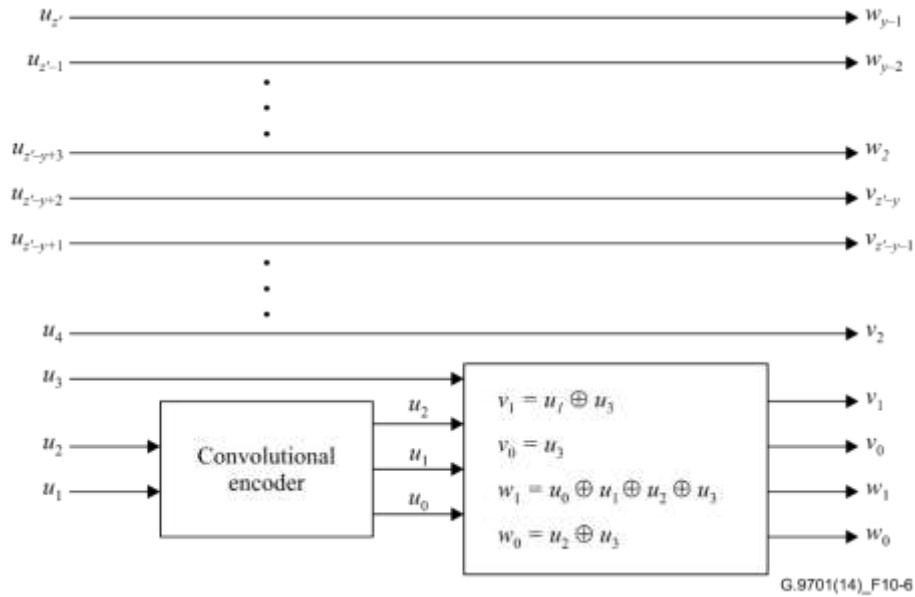 u_{z'} w_{y–1}
u_{z'–1} w_{y–2}
u_{z'–y+3} w_2
u_{z'–y+2} v_{z'–y}
u_{z'–y+1} v_{z'–y–1}
u_4 v_2
u_3
u_2 v_1 = u_1 ⊕ u_3 v_1
u_2 Convolutional u_1 v_0 = u_3 v_0
u_1 encoder u_0 w_1 = u_0 ⊕ u_1 ⊕ u_2 ⊕ u_3 w_1
w_0 = u_2 ⊕ u_3 w_0
G.9701(14)_F10-6